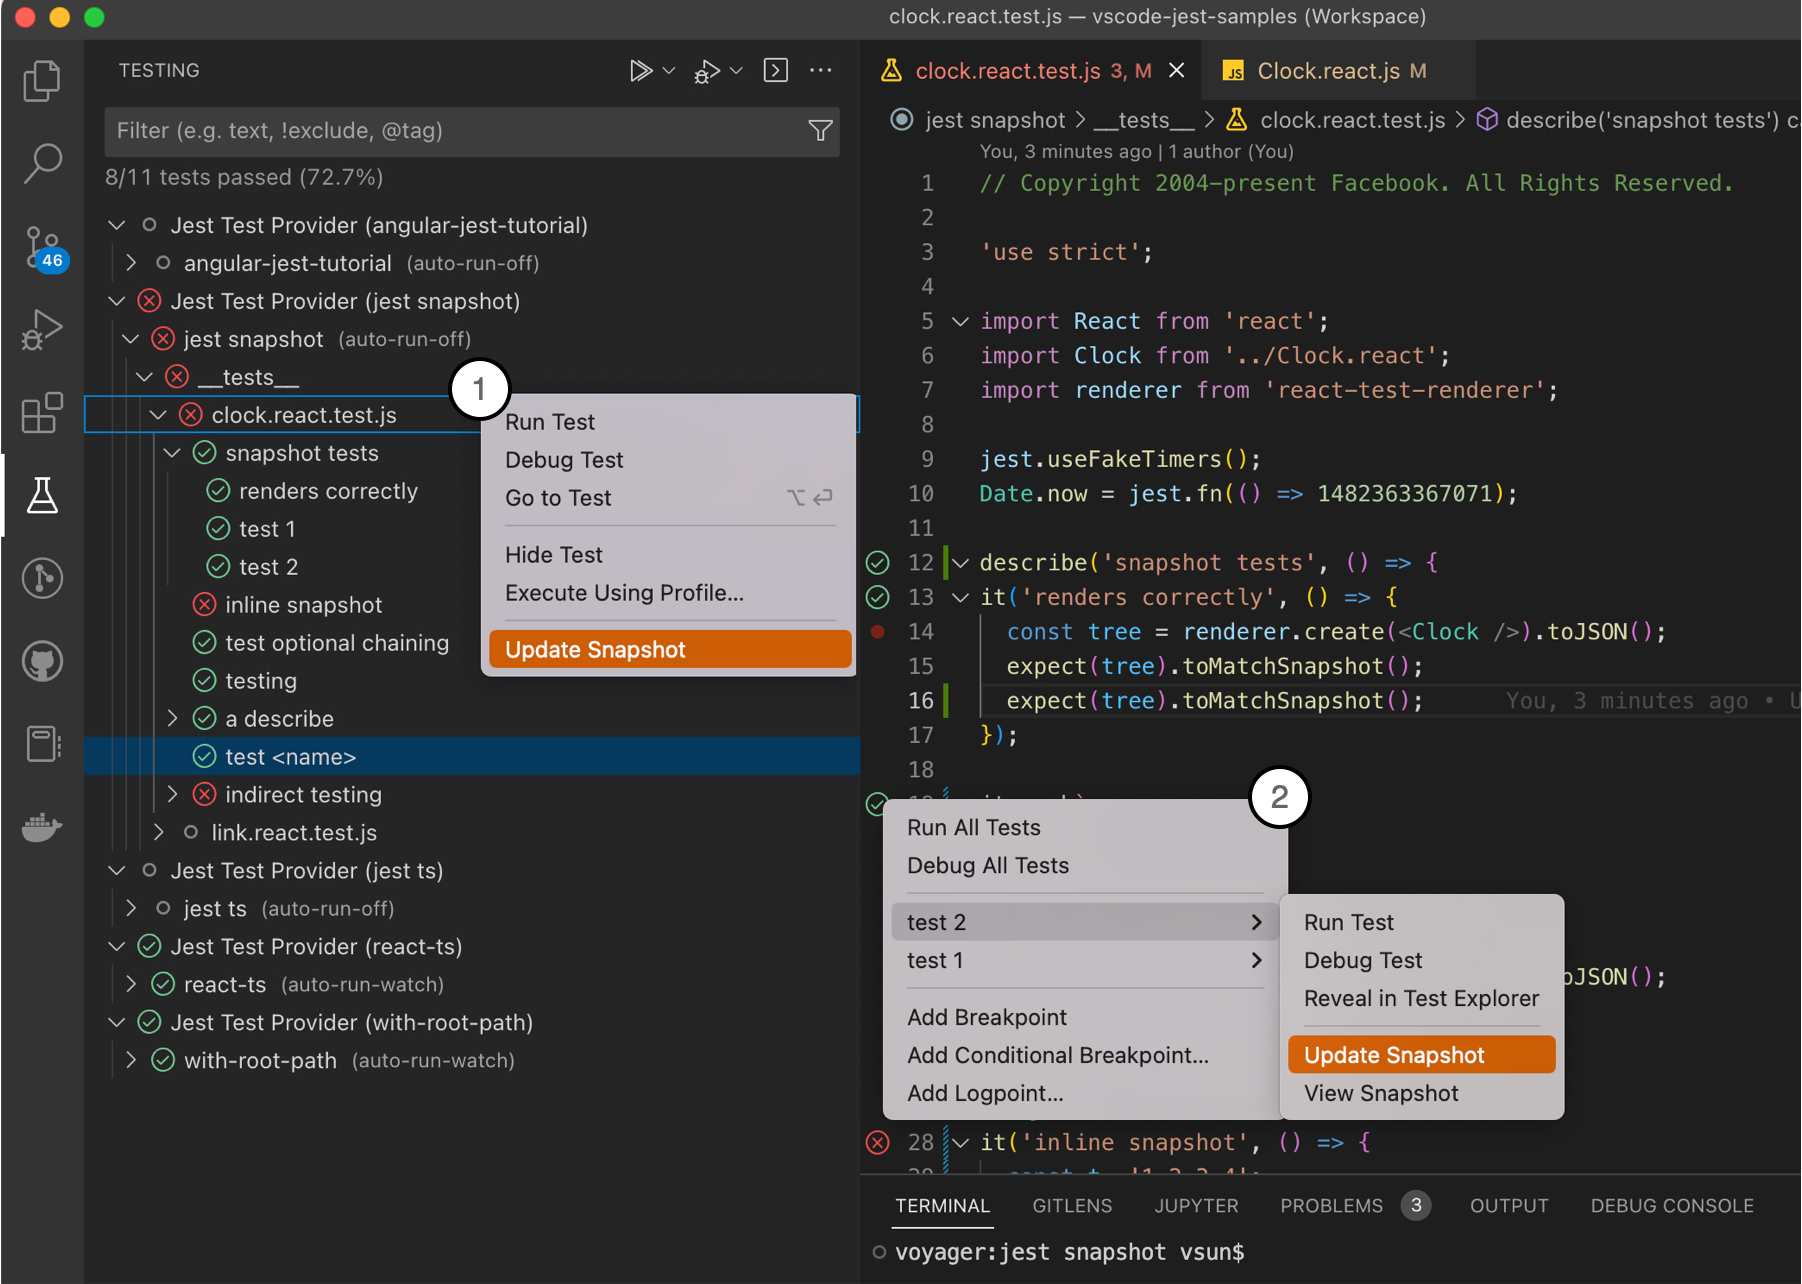 clock.react.test.js — vscode-jest-samples (Workspace)
TESTING
Filter (e.g. text, !exclude, @tag)
8/11 tests passed (72.7%)
Jest Test Provider (angular-jest-tutorial)
angular-jest-tutorial (auto-run-off)
Jest Test Provider (jest snapshot)
jest snapshot (auto-run-off)
__tests__
clock.react.test.js
snapshot tests
renders correctly
test 1
test 2
inline snapshot
test optional chaining
testing
a describe
test <name>
indirect testing
link.react.test.js
Jest Test Provider (jest ts)
jest ts (auto-run-off)
Jest Test Provider (react-ts)
react-ts (auto-run-watch)
Jest Test Provider (with-root-path)
with-root-path (auto-run-watch)
46
1
Run Test
Debug Test
Go to Test ⌥ ↩
Hide Test
Execute Using Profile...
Update Snapshot
clock.react.test.js 3, M
JS Clock.react.js M
jest snapshot > __tests__ > clock.react.test.js > describe('snapshot tests')
You, 3 minutes ago | 1 author (You)
1 // Copyright 2004-present Facebook. All Rights Reserved.
2
3 'use strict';
4
5 import React from 'react';
6 import Clock from '../Clock.react';
7 import renderer from 'react-test-renderer';
8
9 jest.useFakeTimers();
10 Date.now = jest.fn(() => 1482363367071);
11
12 describe('snapshot tests', () => {
13 it('renders correctly', () => {
14 const tree = renderer.create(<Clock />).toJSON();
15 expect(tree).toMatchSnapshot();
16 expect(tree).toMatchSnapshot(); You, 3 minutes ago •
17 });
18
2
Run All Tests
Debug All Tests
test 2
test 1
Add Breakpoint
Add Conditional Breakpoint...
Add Logpoint...
Run Test
Debug Test
Reveal in Test Explorer
Update Snapshot
View Snapshot
JSON();
28 it('inline snapshot', () => {
TERMINAL GITLENS JUPYTER PROBLEMS 3 OUTPUT DEBUG CONSOLE
voyager:jest snapshot vsun$